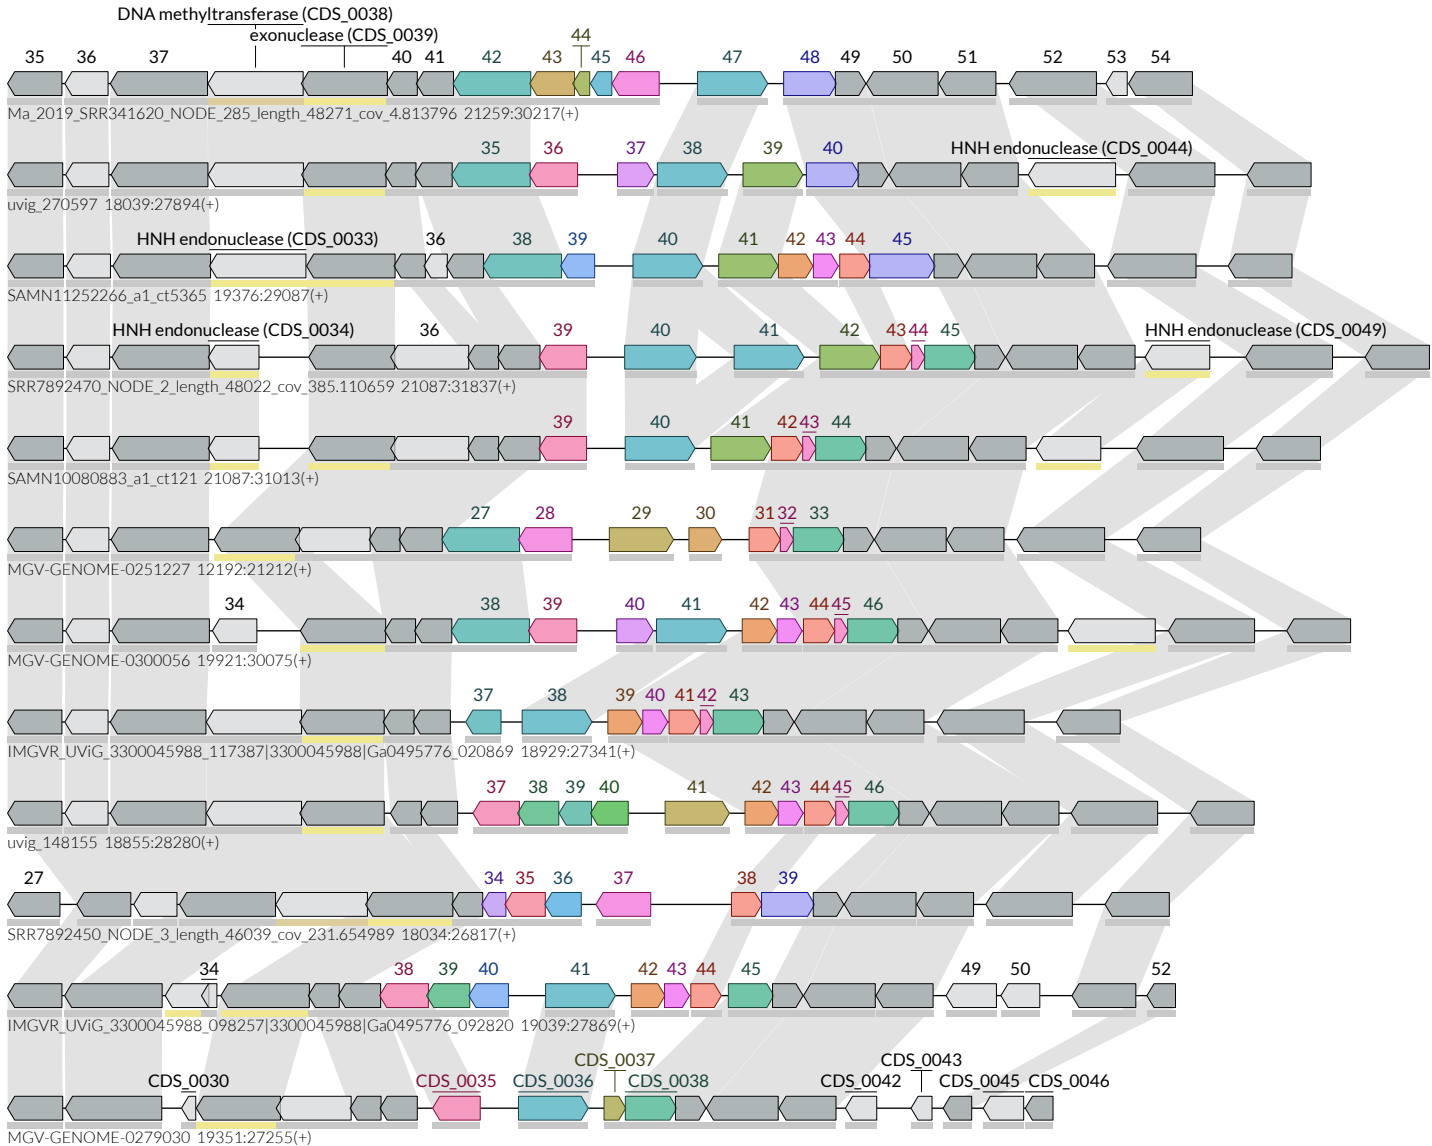 DNA methyltransferase (CDS_0038)
exonuclease (CDS_0039) 44
35 36 37 40 41 42 43 45 46 47 48 49 50 51 52 53 54
Ma_2019_SRR341620_NODE_285_length_48271_cov_4.813796 21259:30217(+)
35 36 37 38 39 40 HNH endonuclease (CDS_0044)
uvig_270597 18039:27894(+)
HNH endonuclease (CDS_0033) 36 38 39 40 41 42 43 44 45
SAMN11252266_a1_ct5365 19376:29087(+)
HNH endonuclease (CDS_0034) 36 39 40 41 42 43 44 45 HNH endonuclease (CDS_0049)
SRR7892470_NODE_2_length_48022_cov_385.110659 21087:31837(+)
39 40 41 42 43 44
SAMN10080883_a1_ct121 21087:31013(+)
27 28 29 30 31 32 33
MGV-GENOME-0251227 12192:21212(+)
34 38 39 40 41 42 43 44 45 46
MGV-GENOME-0300056 19921:30075(+)
37 38 39 40 41 42 43
IMGVR_UViG_3300045988_117387|3300045988|Ga0495776_020869 18929:27341(+)
37 38 39 40 41 42 43 44 45 46
uvig_148155 18855:28280(+)
27 34 35 36 37 38 39
SRR7892450_NODE_3_length_46039_cov_231.654989 18034:26817(+)
34 38 39 40 41 42 43 44 45 49 50 52
IMGVR_UViG_3300045988_098257|3300045988|Ga0495776_092820 19039:27869(+)
CDS_0037 CDS_0043
CDS_0030 CDS_0035 CDS_0036 CDS_0038 CDS_0042 CDS_0045 CDS_0046
MGV-GENOME-0279030 19351:27255(+)